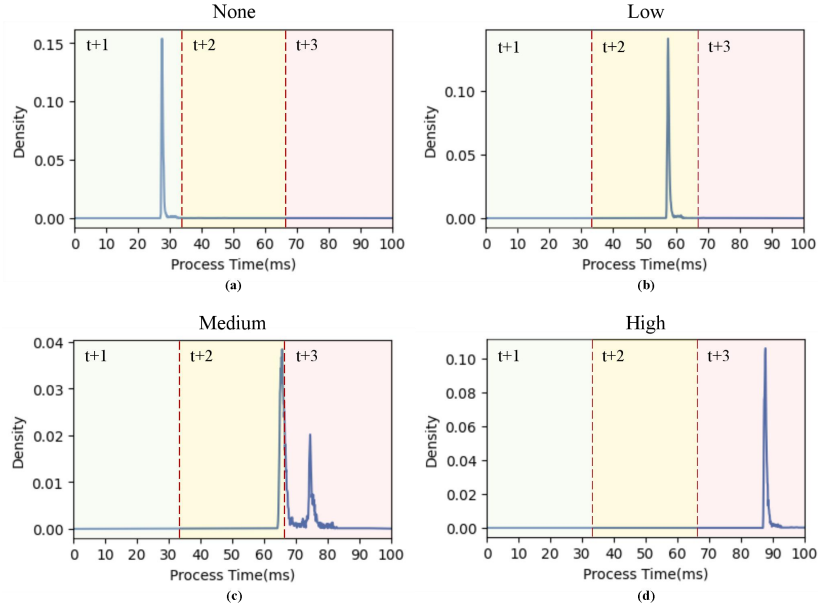 None
t+1 t+2 t+3
0.15
0.10
0.05
0.00
Density
0 10 20 30 40 50 60 70 80 90 100
Process Time(ms)
(a)
Low
t+1 t+2 t+3
0.10
0.05
0.00
Density
0 10 20 30 40 50 60 70 80 90 100
Process Time(ms)
(b)
Medium
t+1 t+2 t+3
0.04
0.03
0.02
0.01
0.00
Density
0 10 20 30 40 50 60 70 80 90 100
Process Time(ms)
(c)
High
t+1 t+2 t+3
0.10
0.08
0.06
0.04
0.02
0.00
Density
0 10 20 30 40 50 60 70 80 90 100
Process Time(ms)
(d)